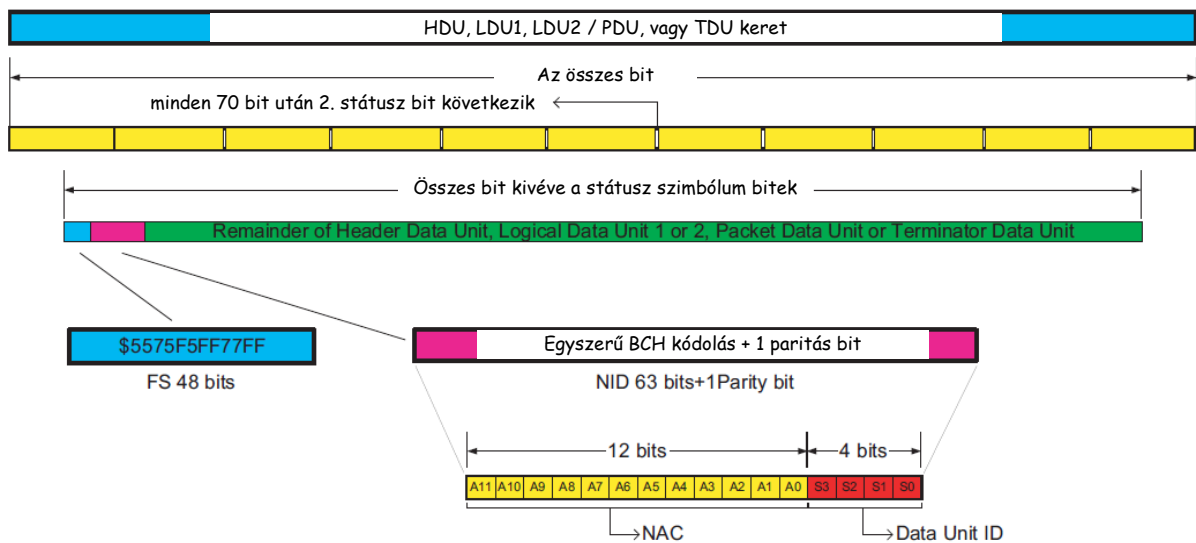 HDU, LDU1, LDU2 / PDU, vagy TDU keret
Az összes bit
minden 70 bit után 2. státusz bit következik
Összes bit kivéve a státusz szimbólum bitek
Remainder of Header Data Unit, Logical Data Unit 1 or 2, Packet Data Unit or Terminator Data Unit
$5575F5FF77FF
Egyszerű BCH kódolás + 1 paritás bit
FS 48 bits
NID 63 bits+1Parity bit
12 bits
4 bits
A11 A10 A9 A8 A7 A6 A5 A4 A3 A2 A1 A0 S3 S2 S1 S0
NAC
Data Unit ID